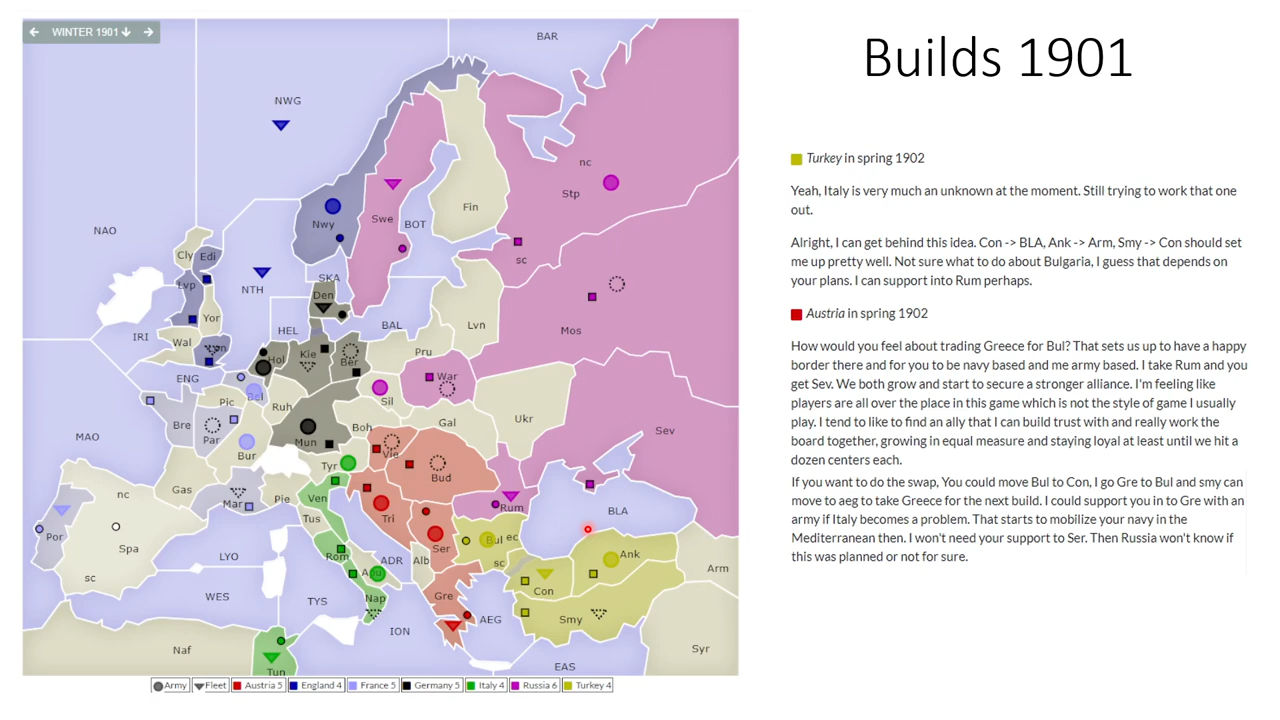 WINTER 1901
Builds 1901
BAR
NWG
nc
Stp
Turkey in spring 1902
Yeah, Italy is very much an unknown at the moment. Still trying to work that one
out.
Alright, I can get behind this idea. Con -> BLA, Ank -> Arm, Smy -> Con should set
me up pretty well. Not sure what to do about Bulgaria, I guess that depends on
your plans. I can support into Rum perhaps.
Austria in spring 1902
How would you feel about trading Greece for Bul? That sets us up to have a happy
border there and for you to be navy based and me army based. I take Rum and you
get Sev. We both grow and start to secure a stronger alliance. I'm feeling like
players are all over the place in this game which is not the style of game I usually
play. I tend to like to find an ally that I can build trust with and really work the
board together, growing in equal measure and staying loyal at least until we hit a
dozen centers each.
If you want to do the swap, You could move Bul to Con, I go Gre to Bul and smy can
move to aeg to take Greece for the next build. I could support you in to Gre with an
army if Italy becomes a problem. That starts to mobilize your navy in the
Mediterranean then. I won't need your support to Ser. Then Russia won't know if
this was planned or not for sure.
NAO
Fin
Nwy
Swe
BOT
Cly
Edi
sc
SKA
Lvp
NTH
Den
Yor
BAL
Lvn
Mos
IRI
HEL
Wal
Hol
Kie
Ber
Pru
ENG
War
Pic
Bel
Ruh
Sil
Bre
Par
Boh
Gal
Ukr
Sev
MAO
Mun
Vie
Bur
Bud
Tyr
nc
Gas
Mar
Pie
Ven
Tri
Rum
BLA
Por
Spa
Tus
Ser
Bul
ec
LYO
Rom
ADR
Alb
sc
Ank
Arm
sc
Apu
Con
WES
TYS
Nap
Gre
AEG
Smy
ION
Naf
Tun
EAS
Syr
Army
Fleet
Austria 5
England 4
France 5
Germany 5
Italy 4
Russia 6
Turkey 4